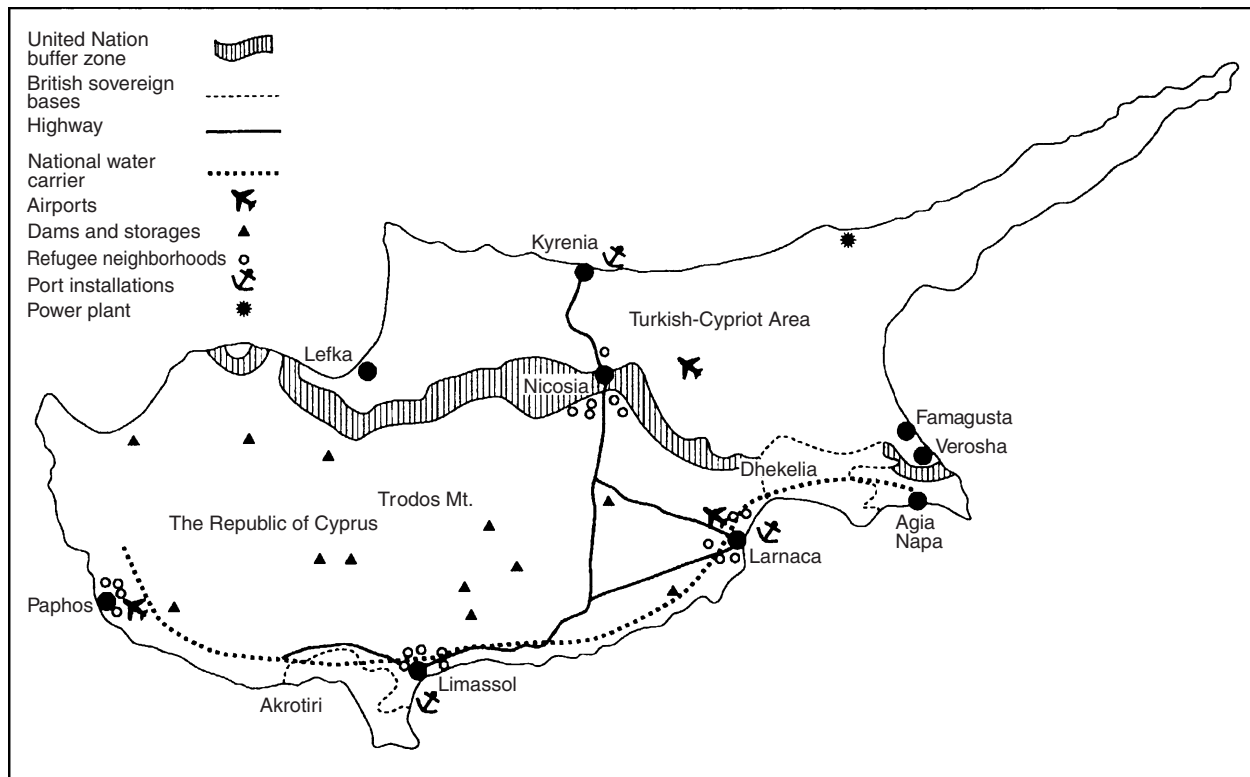 United Nation
buffer zone
British sovereign
bases
Highway
National water
carrier
Airports
Dams and storages
Refugee neighborhoods
Port installations
Power plant
Kyrenia
Turkish-Cypriot Area
Lefka
Nicosia
Famagusta
Verosha
Dhekelia
Trodos Mt.
The Republic of Cyprus
Agia
Napa
Larnaca
Paphos
Limassol
Akrotiri